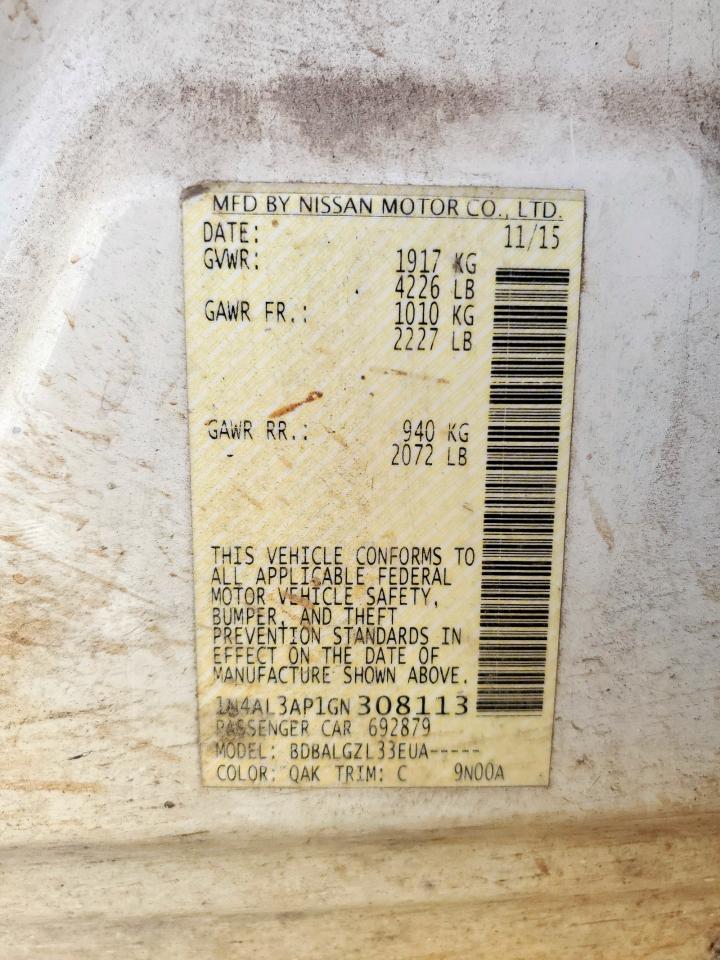 MFD BY NISSAN MOTOR CO., LTD.
DATE: 11/15
GVWR: 1917 KG
4226 LB
GAWR FR.: 1010 KG
2227 LB
GAWR RR.: 940 KG
2072 LB
THIS VEHICLE CONFORMS TO
ALL APPLICABLE FEDERAL
MOTOR VEHICLE SAFETY,
BUMPER, AND THEFT
PREVENTION STANDARDS IN
EFFECT ON THE DATE OF
MANUFACTURE SHOWN ABOVE.
1N4AL3AP1GN308113
PASSENGER CAR 692879
MODEL: BDBALGZL33EUA-----
COLOR: QAK TRIM: C 9N00A